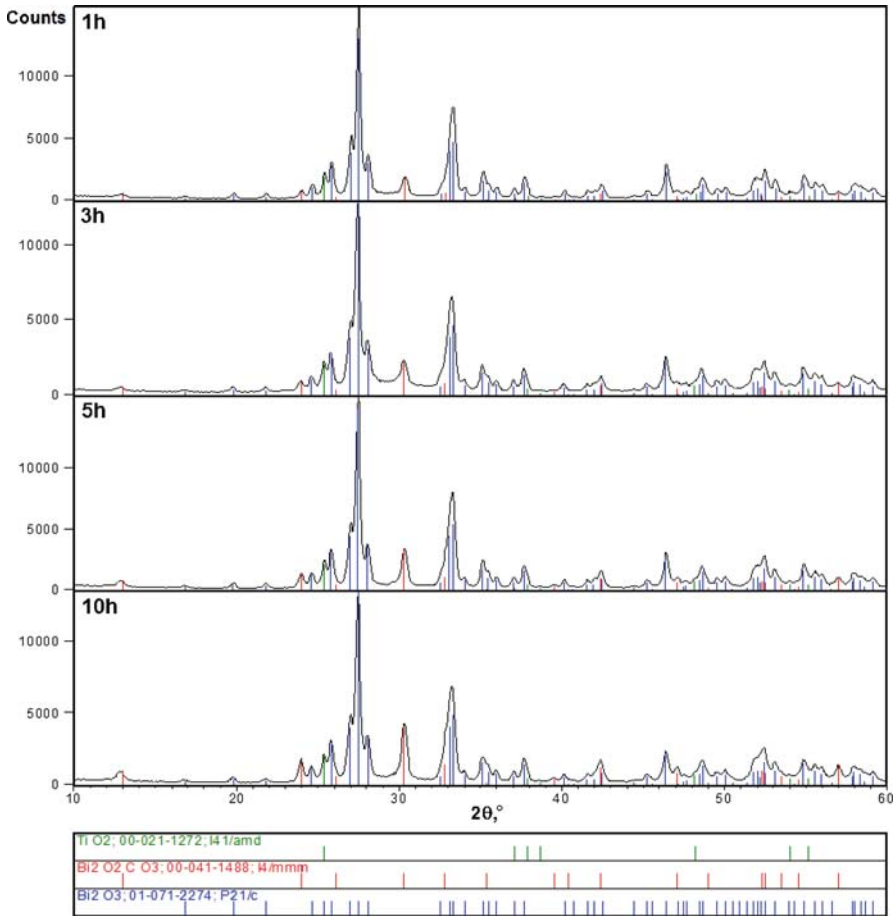 Counts
1h
10000
5000
0
3h
10000
5000
0
5h
10000
5000
0
10h
10000
5000
0
10 20 30 40 50 60
2θ,°
Ti O2; 00-021-1272; I41/amd
Bi2 O2 C O3; 00-041-1488; I4/mmm
Bi2 O3; 01-071-2274; P21/c